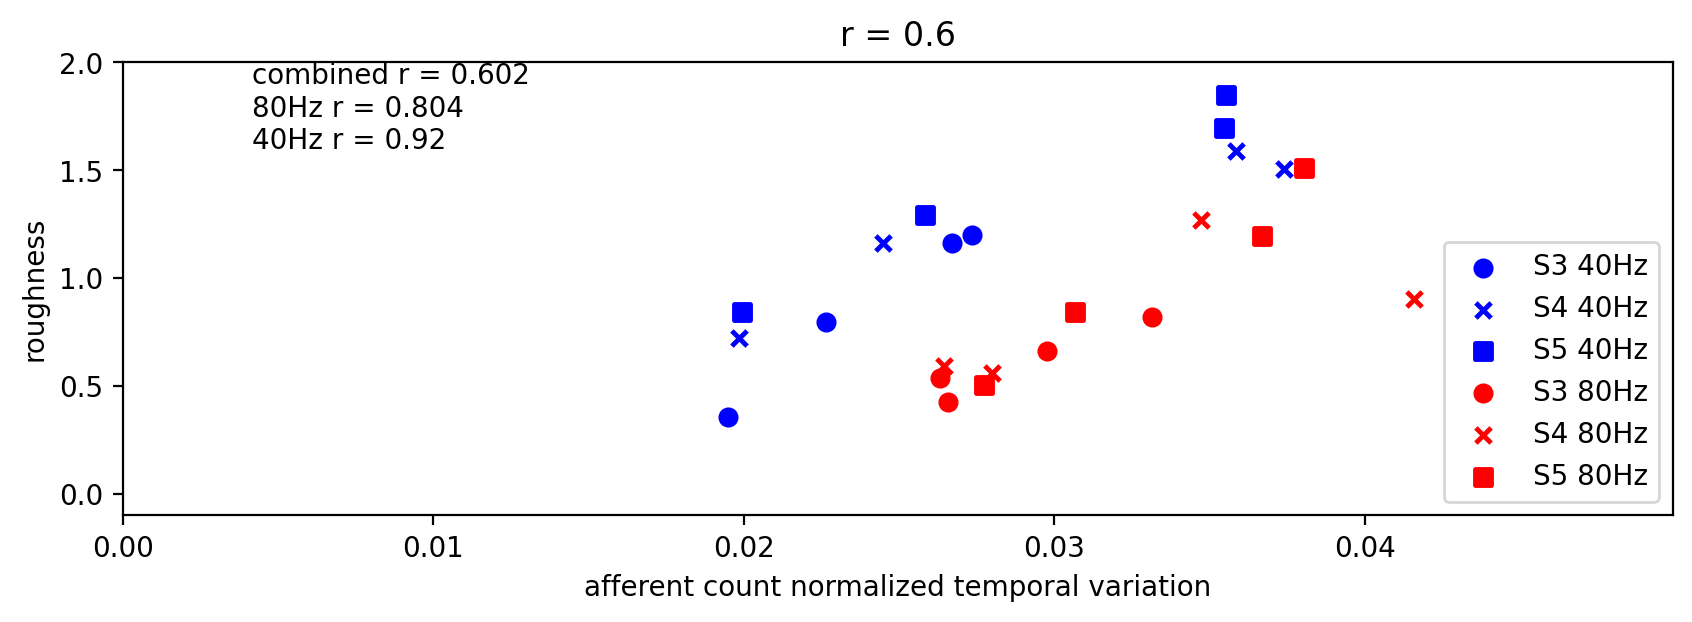 r = 0.6
combined r = 0.602
80Hz r = 0.804
40Hz r = 0.92
2.0
1.5
1.0
0.5
0.0
roughness
S3 40Hz
S4 40Hz
S5 40Hz
S3 80Hz
S4 80Hz
S5 80Hz
0.00 0.01 0.02 0.03 0.04
afferent count normalized temporal variation